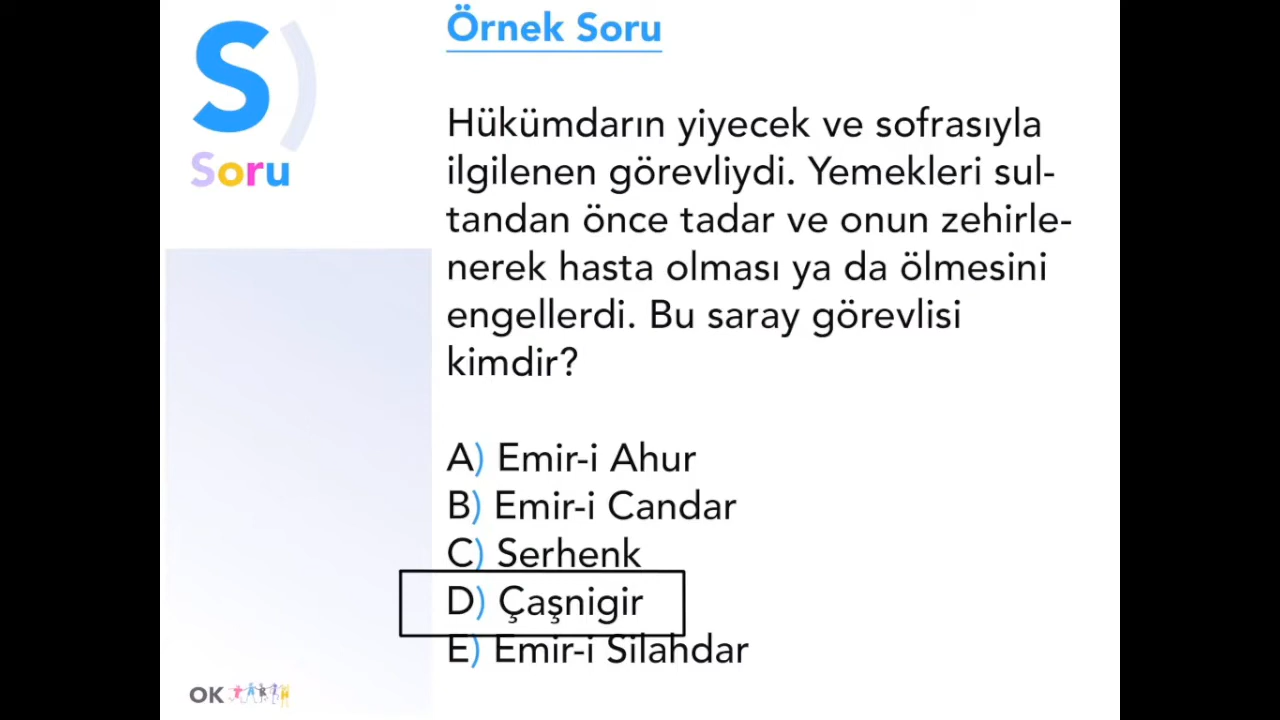 S)
Soru
Örnek Soru
Hükümdarın yiyecek ve sofrasıyla
ilgilenen görevliydi. Yemekleri sul-
tandan önce tadar ve onun zehirle-
nerek hasta olması ya da ölmesini
engellerdi. Bu saray görevlisi
kimdir?
A) Emir-i Ahur
B) Emir-i Candar
C) Serhenk
D) Çaşnigir
E) Emir-i Silahdar
OK TARİH